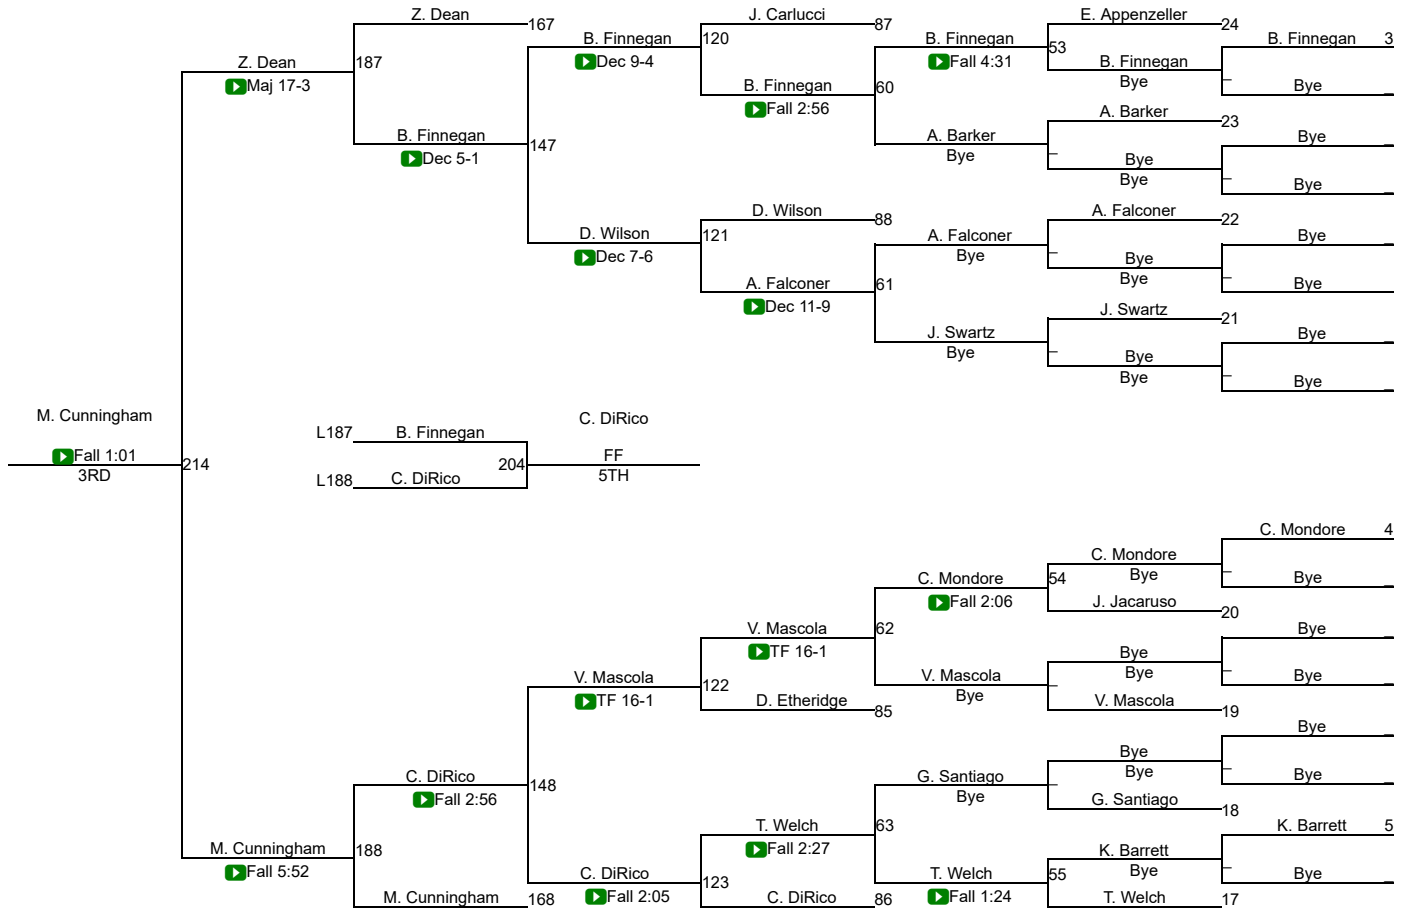 Z. Dean 167 J. Carlucci 87 E. Appenzeller 24
B. Finnegan 120 B. Finnegan 53 B. Finnegan 3
Z. Dean 187 Dec 9-4 Fall 4:31 B. Finnegan
Maj 17-3 B. Finnegan 60 Bye _ Bye _
Fall 2:56 A. Barker 23
B. Finnegan 147 A. Barker Bye _
Dec 5-1 Bye _ Bye
Bye _ Bye _
D. Wilson 88 A. Falconer 22
D. Wilson 121 A. Falconer Bye _
Dec 7-6 Bye _ Bye
A. Falconer 61 Bye _ Bye _
Dec 11-9 J. Swartz 21
J. Swartz Bye _
Bye _ Bye
Bye _ Bye _
M. Cunningham C. DiRico
L187 B. Finnegan
Fall 1:01 214 204 FF
3RD L188 C. DiRico 5TH
C. Mondore 4
C. Mondore
C. Mondore 54 Bye _ Bye _
Fall 2:06 J. Jacaruso 20
V. Mascola 62 Bye _
TF 16-1 Bye
V. Mascola 122 V. Mascola _ Bye _ Bye _
TF 16-1 D. Etheridge 85 Bye V. Mascola 19
Bye _
Bye
C. DiRico 148 G. Santiago _ Bye _ Bye _
Fall 2:56 Bye G. Santiago 18
T. Welch 63 K. Barrett 5
M. Cunningham 188 Fall 2:27 K. Barrett
Fall 5:52 C. DiRico 123 T. Welch 55 Bye _ Bye _
M. Cunningham 168 Fall 2:05 C. DiRico 86 Fall 1:24 T. Welch 17